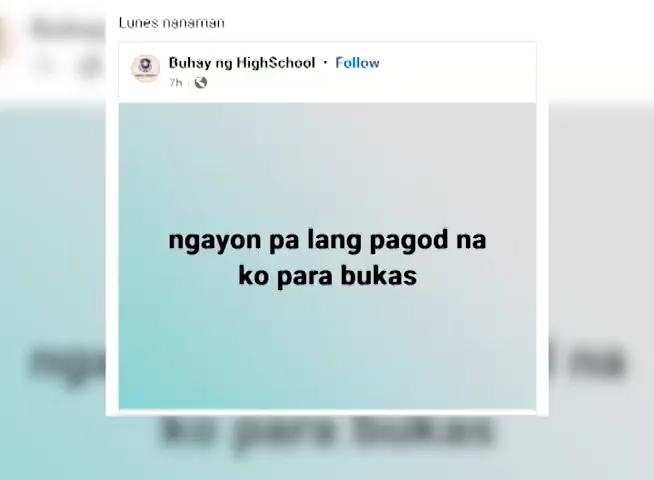 Lunes nanaman
Buhay ng HighSchool · Follow
7h ·
ngayon pa lang pagod na
ko para bukas